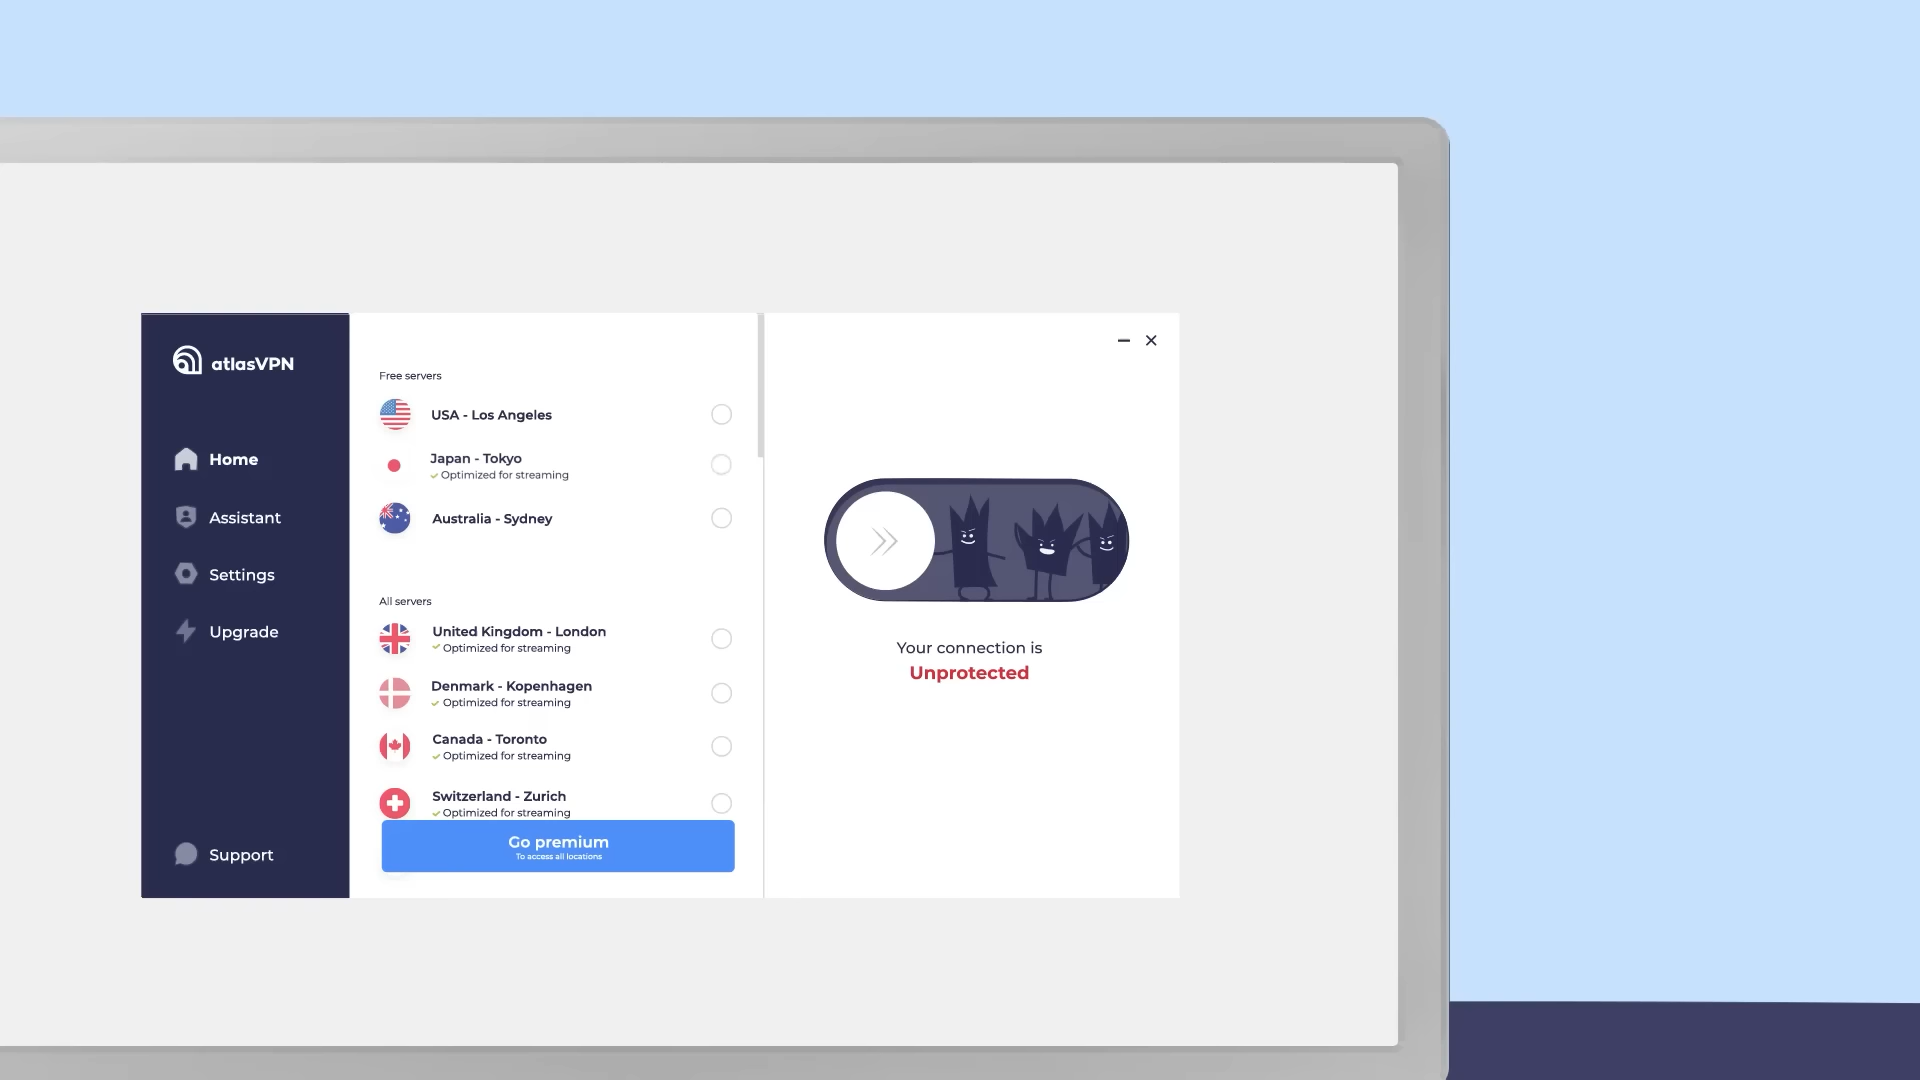 atlasVPN
Home
Assistant
Settings
Upgrade
Support
Free servers
USA - Los Angeles
Japan - Tokyo
Optimized for streaming
Australia - Sydney
All servers
United Kingdom - London
Optimized for streaming
Denmark - Kopenhagen
Optimized for streaming
Canada - Toronto
Optimized for streaming
Switzerland - Zurich
Optimized for streaming
Go premium
To access all locations
Your connection is
Unprotected